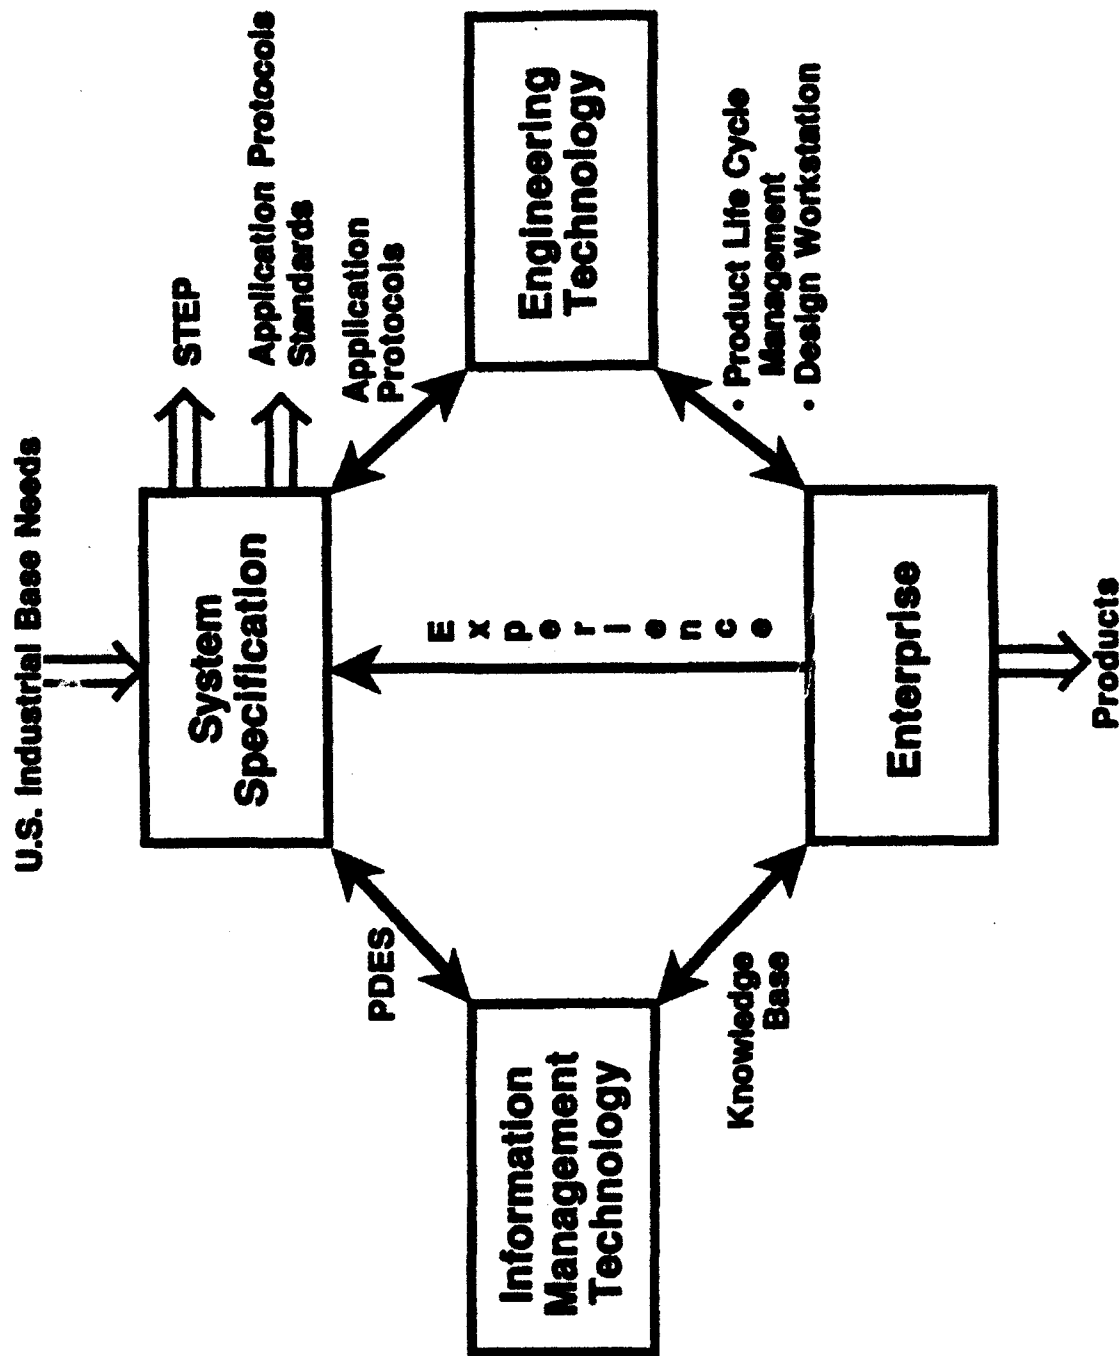 U.S. Industrial Base Needs
System
Specification
STEP
Application Protocols
Standards
Application
Protocols
PDES
Information
Management
Technology
Engineering
Technology
Experience
Knowledge
Base
• Product Life Cycle
Management
• Design Workstation
Enterprise
Products